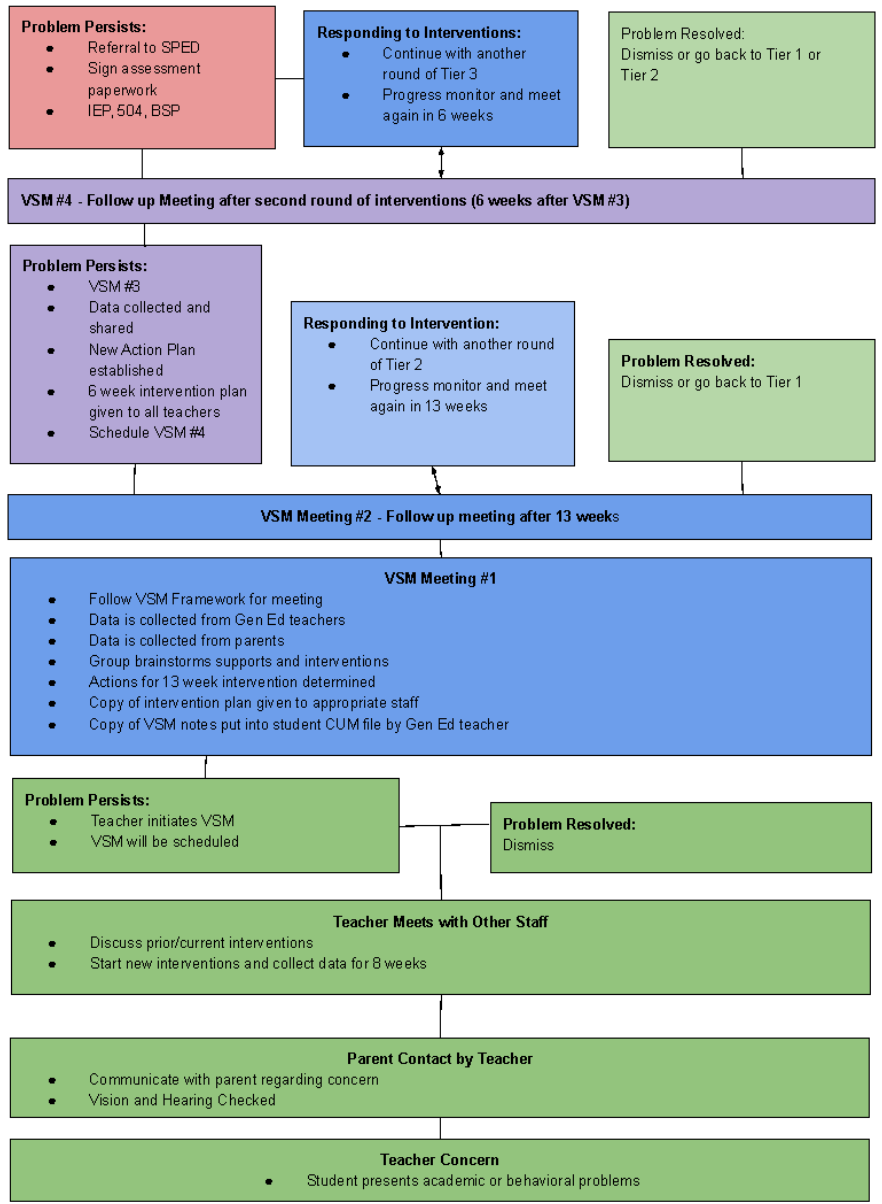 Problem Persists:
● Referral to SPED
● Sign assessment
paperwork
● IEP, 504, BSP
Responding to Interventions:
● Continue with another
round of Tier 3
● Progress monitor and meet
again in 6 weeks
Problem Resolved:
Dismiss or go back to Tier 1 or
Tier 2
VSM #4 - Follow up Meeting after second round of interventions (6 weeks after VSM #3)
Problem Persists:
● VSM #3
● Data collected and
shared
● New Action Plan
established
● 6 week intervention plan
given to all teachers
● Schedule VSM #4
Responding to Intervention:
● Continue with another round
of Tier 2
● Progress monitor and meet
again in 13 weeks
Problem Resolved:
Dismiss or go back to Tier 1
VSM Meeting #2 - Follow up meeting after 13 weeks
VSM Meeting #1
● Follow VSM Framework for meeting
● Data is collected from Gen Ed teachers
● Data is collected from parents
● Group brainstorms supports and interventions
● Actions for 13 week intervention determined
● Copy of intervention plan given to appropriate staff
● Copy of VSM notes put into student CUM file by Gen Ed teacher
Problem Persists:
● Teacher initiates VSM
● VSM will be scheduled
Problem Resolved:
Dismiss
Teacher Meets with Other Staff
● Discuss prior/current interventions
● Start new interventions and collect data for 8 weeks
Parent Contact by Teacher
● Communicate with parent regarding concern
● Vision and Hearing Checked
Teacher Concern
● Student presents academic or behavioral problems